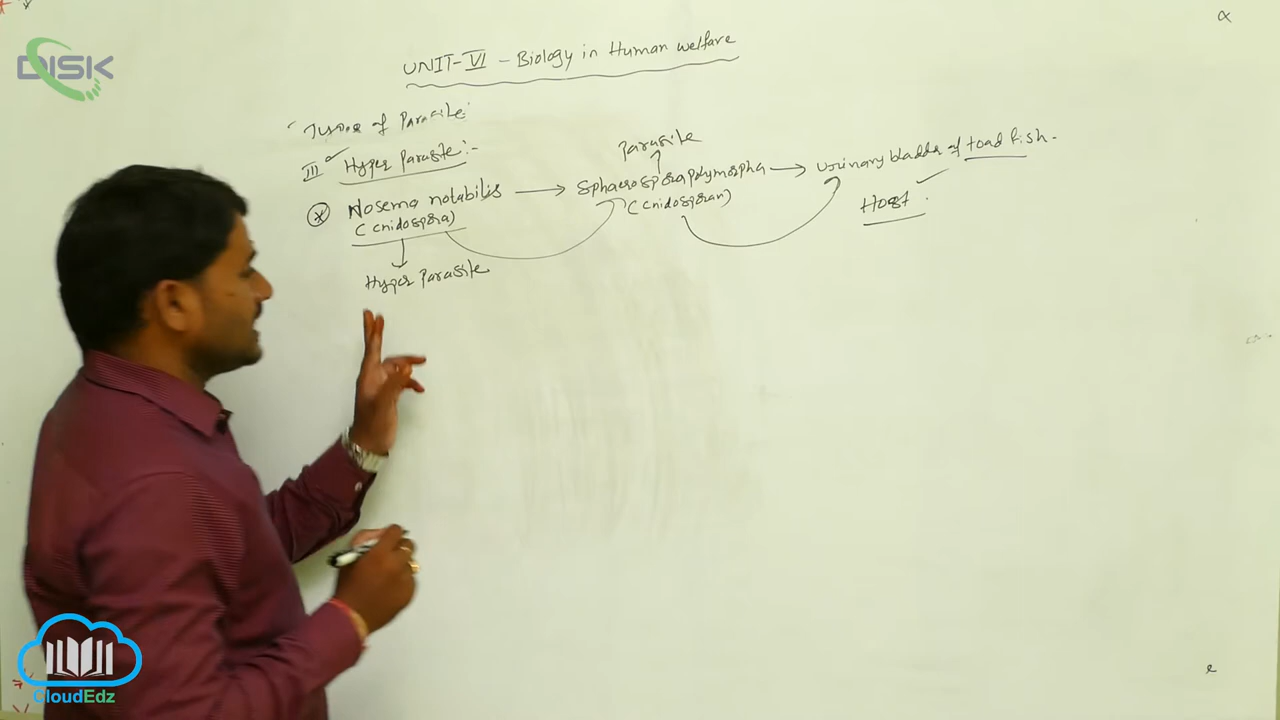 DISK
UNIT-VI - Biology in Human welfare
Types of Parasite:
III Hyper Parasite:-
Parasite
Nosema notabilis → Sphaerospora polymorpha → Urinary bladder of toad fish.
(cnidospora) (cnidosporan) Host
Hyper Parasite
CloudEdz